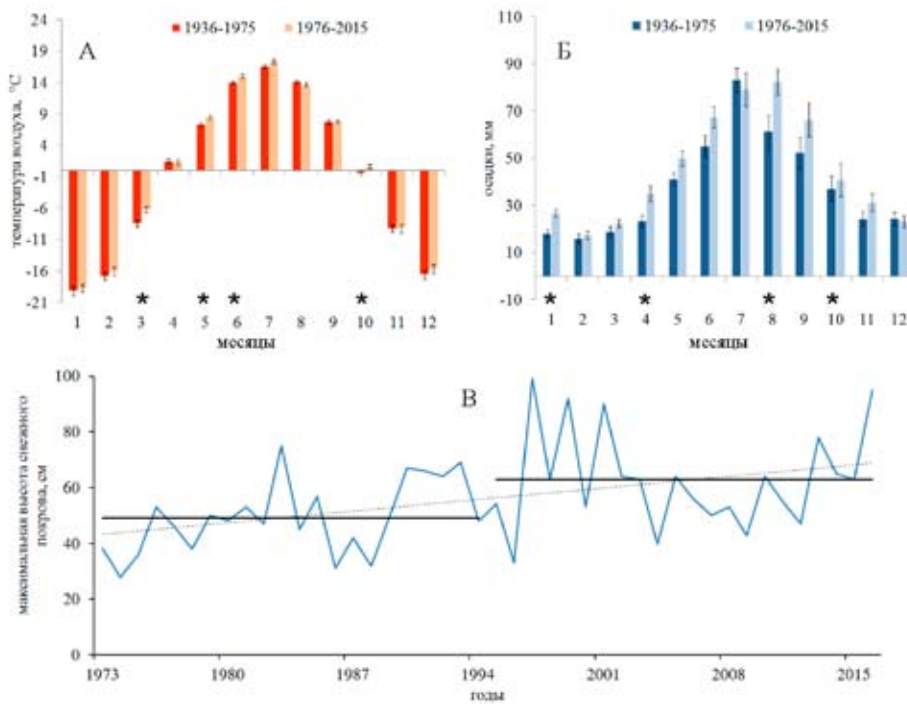 А
1936-1975 1976-2015
температура воздуха, °С
24
19
14
9
4
-1
-6
-11
-16
-21
* * * *
1 2 3 4 5 6 7 8 9 10 11 12
месяцы
Б
1936-1975 1976-2015
осадки, мм
110
90
70
50
30
10
-10
* * * *
1 2 3 4 5 6 7 8 9 10 11 12
месяцы
В
максимальная высота снежного
покрова, см
100
80
60
40
20
0
1973 1980 1987 1994 2001 2008 2015
годы